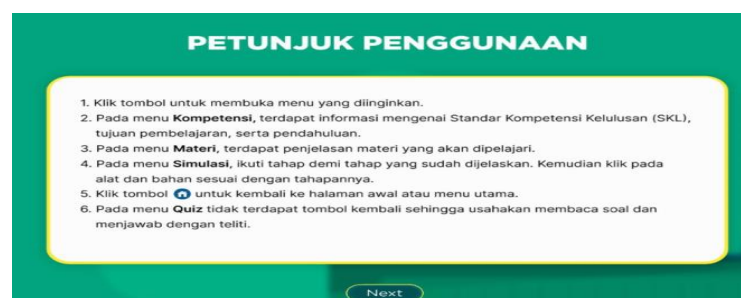 PETUNJUK PENGGUNAAN
1. Klik tombol untuk membuka menu yang diinginkan.
2. Pada menu Kompetensi, terdapat informasi mengenai Standar Kompetensi Kelulusan (SKL),
tujuan pembelajaran, serta pendahuluan.
3. Pada menu Materi, terdapat penjelasan materi yang akan dipelajari.
4. Pada menu Simulasi, ikuti tahap demi tahap yang sudah dijelaskan. Kemudian klik pada
alat dan bahan sesuai dengan tahapannya.
5. Klik tombol untuk kembali ke halaman awal atau menu utama.
6. Pada menu Quiz tidak terdapat tombol kembali sehingga usahakan membaca soal dan
menjawab dengan teliti.
Next